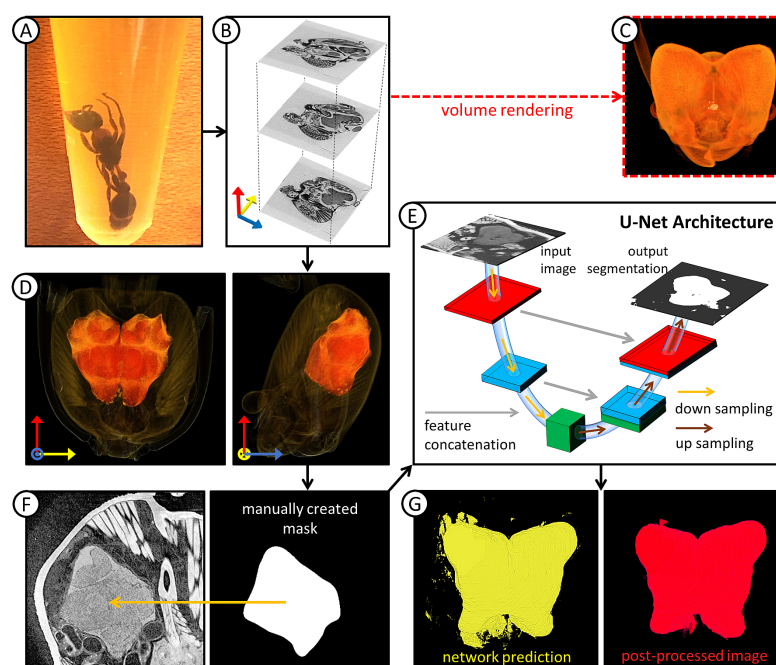 A
B
C
volume rendering
E
U-Net Architecture
input
image
output
segmentation
D
feature
concatenation
down sampling
up sampling
F
manually created
mask
G
network prediction
post-processed image